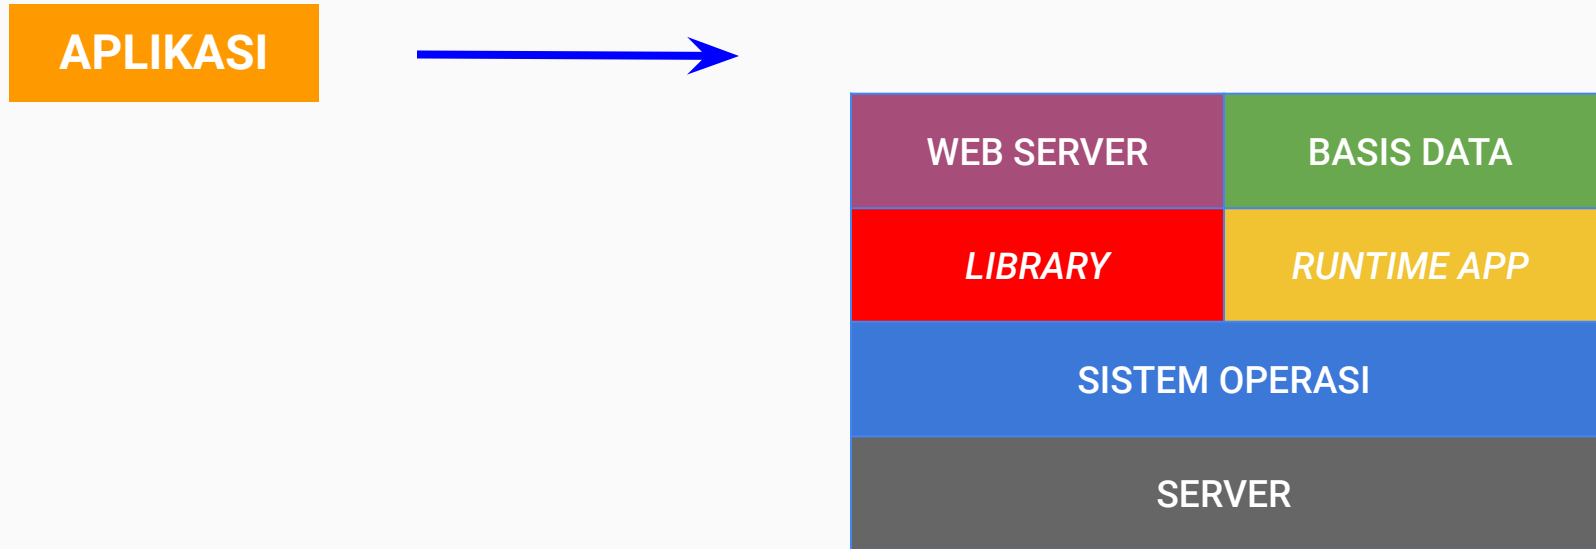 APLIKASI
WEB SERVER
BASIS DATA
LIBRARY
RUNTIME APP
SISTEM OPERASI
SERVER